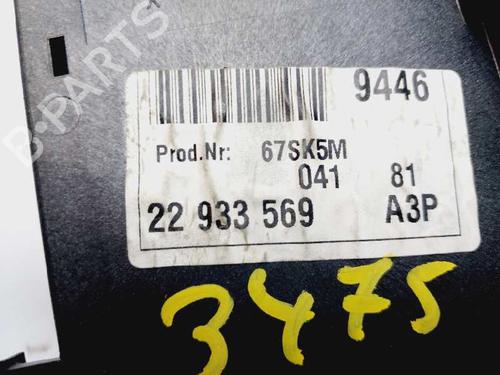 B-PARTS
9446
Prod.Nr: 67SK5M
041 81
22 933 569 A3P
3475